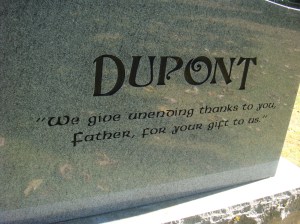 DUPONT
"We give unending thanks to you,
Father, for your gift to us."